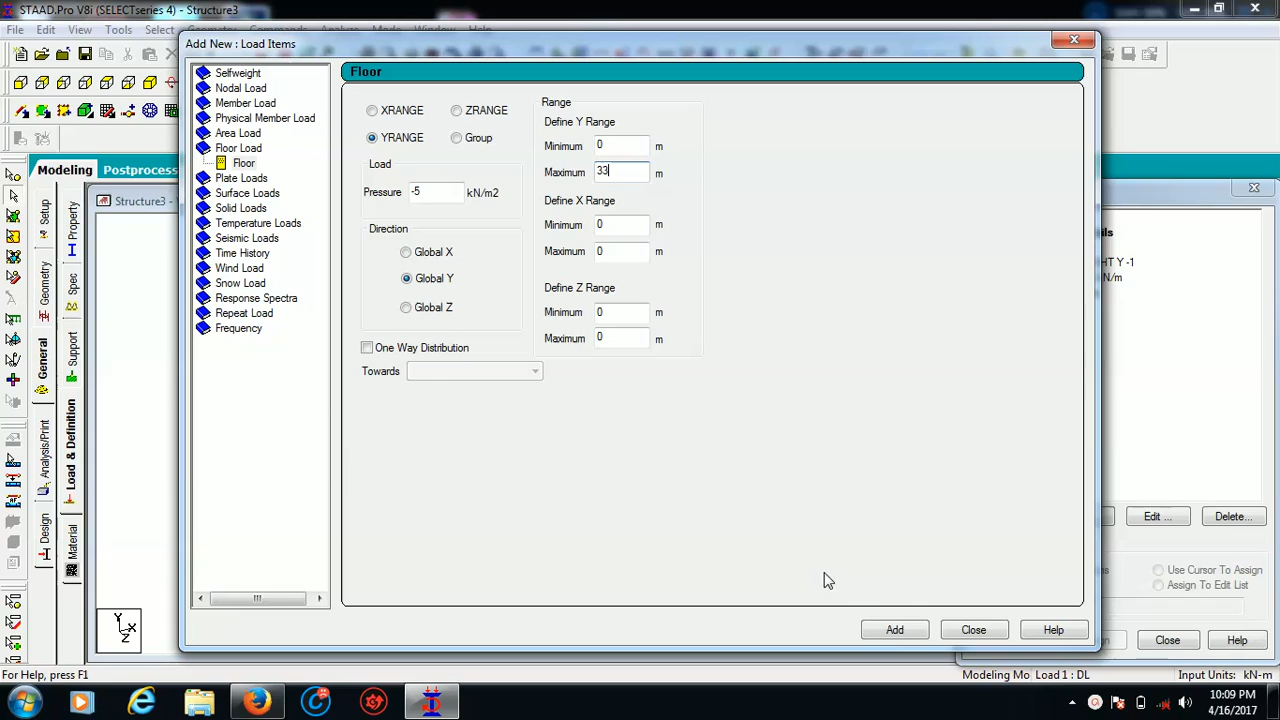 STAAD.Pro V8i (SELECTseries 4) - Structure3
File Edit View Tools Select
Add New : Load Items
Selfweight
Nodal Load
Member Load
Physical Member Load
Area Load
Floor Load
Floor
Plate Loads
Surface Loads
Solid Loads
Temperature Loads
Seismic Loads
Time History
Wind Load
Snow Load
Response Spectra
Repeat Load
Frequency
Floor
XRANGE ZRANGE
YRANGE Group
Load
Pressure -5 kN/m2
Direction
Global X
Global Y
Global Z
One Way Distribution
Towards
Range
Define Y Range
Minimum 0 m
Maximum 33 m
Define X Range
Minimum 0 m
Maximum 0 m
Define Z Range
Minimum 0 m
Maximum 0 m
Add Close Help
Modeling Postprocess
Structure3 -
Setup
Geometry
General
Analysis/Print
Design
Property
Spec
Support
Load & Definition
Material
Y
X
Z
HT Y -1
N/m
Edit ... Delete...
Use Cursor To Assign
Assign To Edit List
Close Help
For Help, press F1
Modeling Mo Load 1 : DL Input Units: kN-m
10:09 PM
4/16/2017